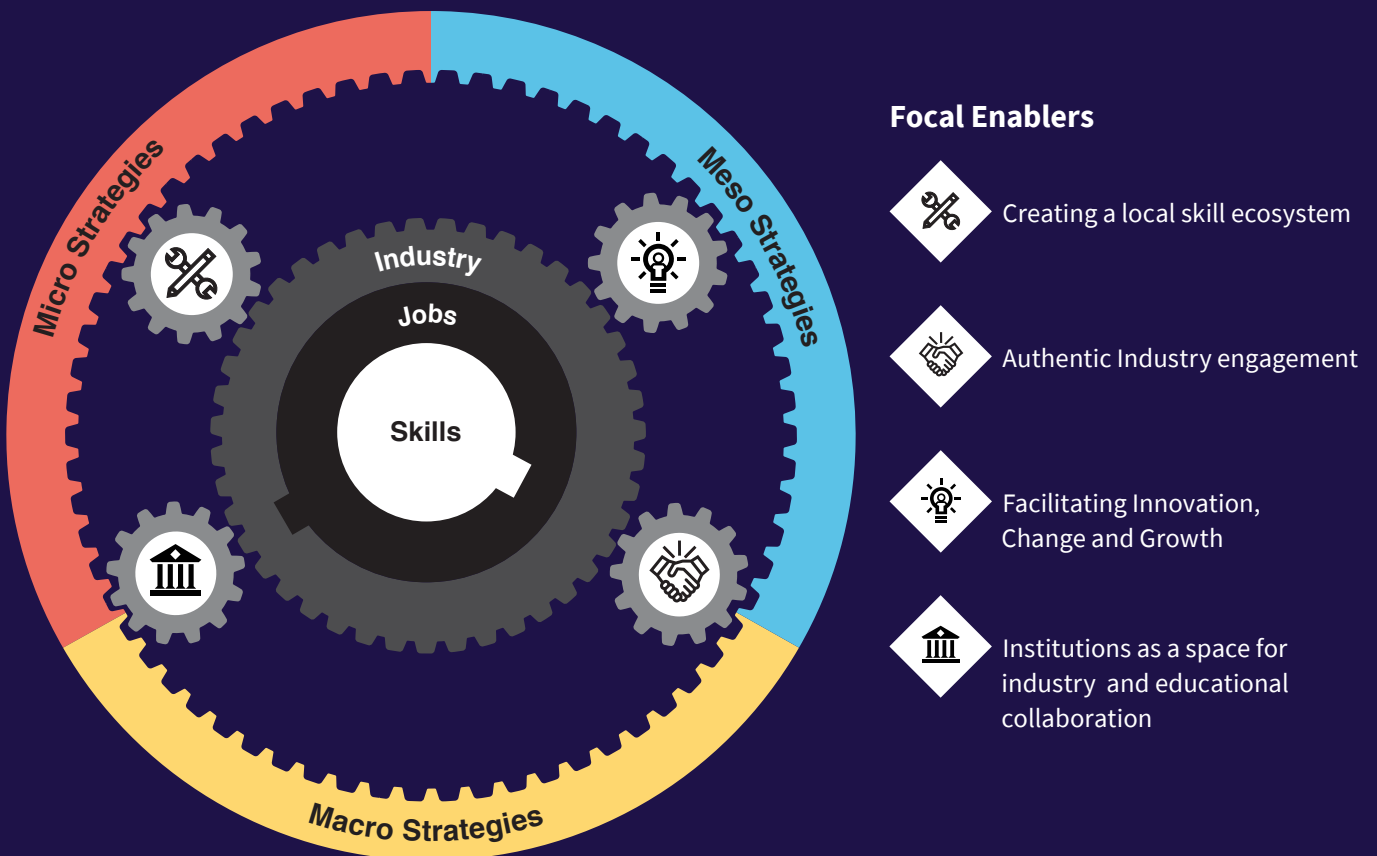 Micro Strategies
Meso Strategies
Industry
Jobs
Skills
Macro Strategies
Focal Enablers
Creating a local skill ecosystem
Authentic Industry engagement
Facilitating Innovation,
Change and Growth
Institutions as a space for
industry and educational
collaboration